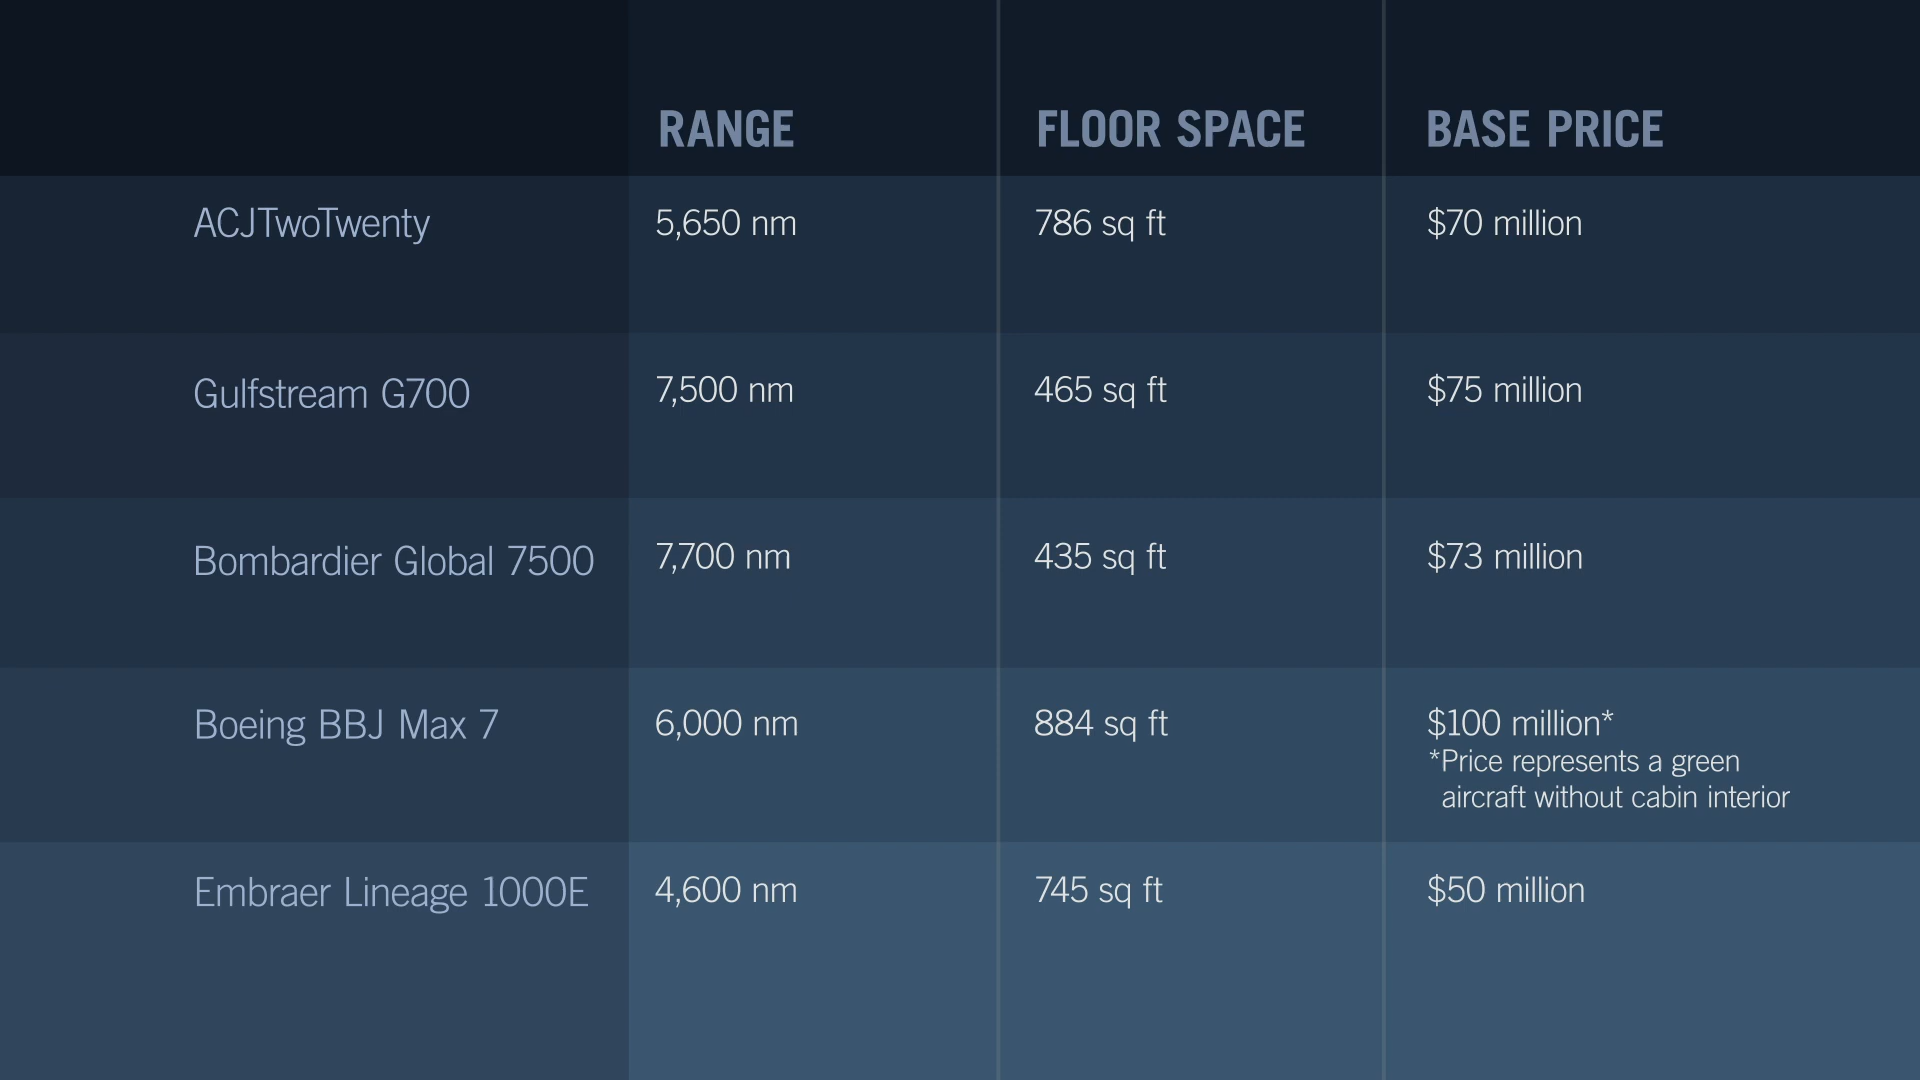 RANGE FLOOR SPACE BASE PRICE
ACJTwoTwenty 5,650 nm 786 sq ft $70 million
Gulfstream G700 7,500 nm 465 sq ft $75 million
Bombardier Global 7500 7,700 nm 435 sq ft $73 million
Boeing BBJ Max 7 6,000 nm 884 sq ft $100 million*
*Price represents a green
aircraft without cabin interior
Embraer Lineage 1000E 4,600 nm 745 sq ft $50 million